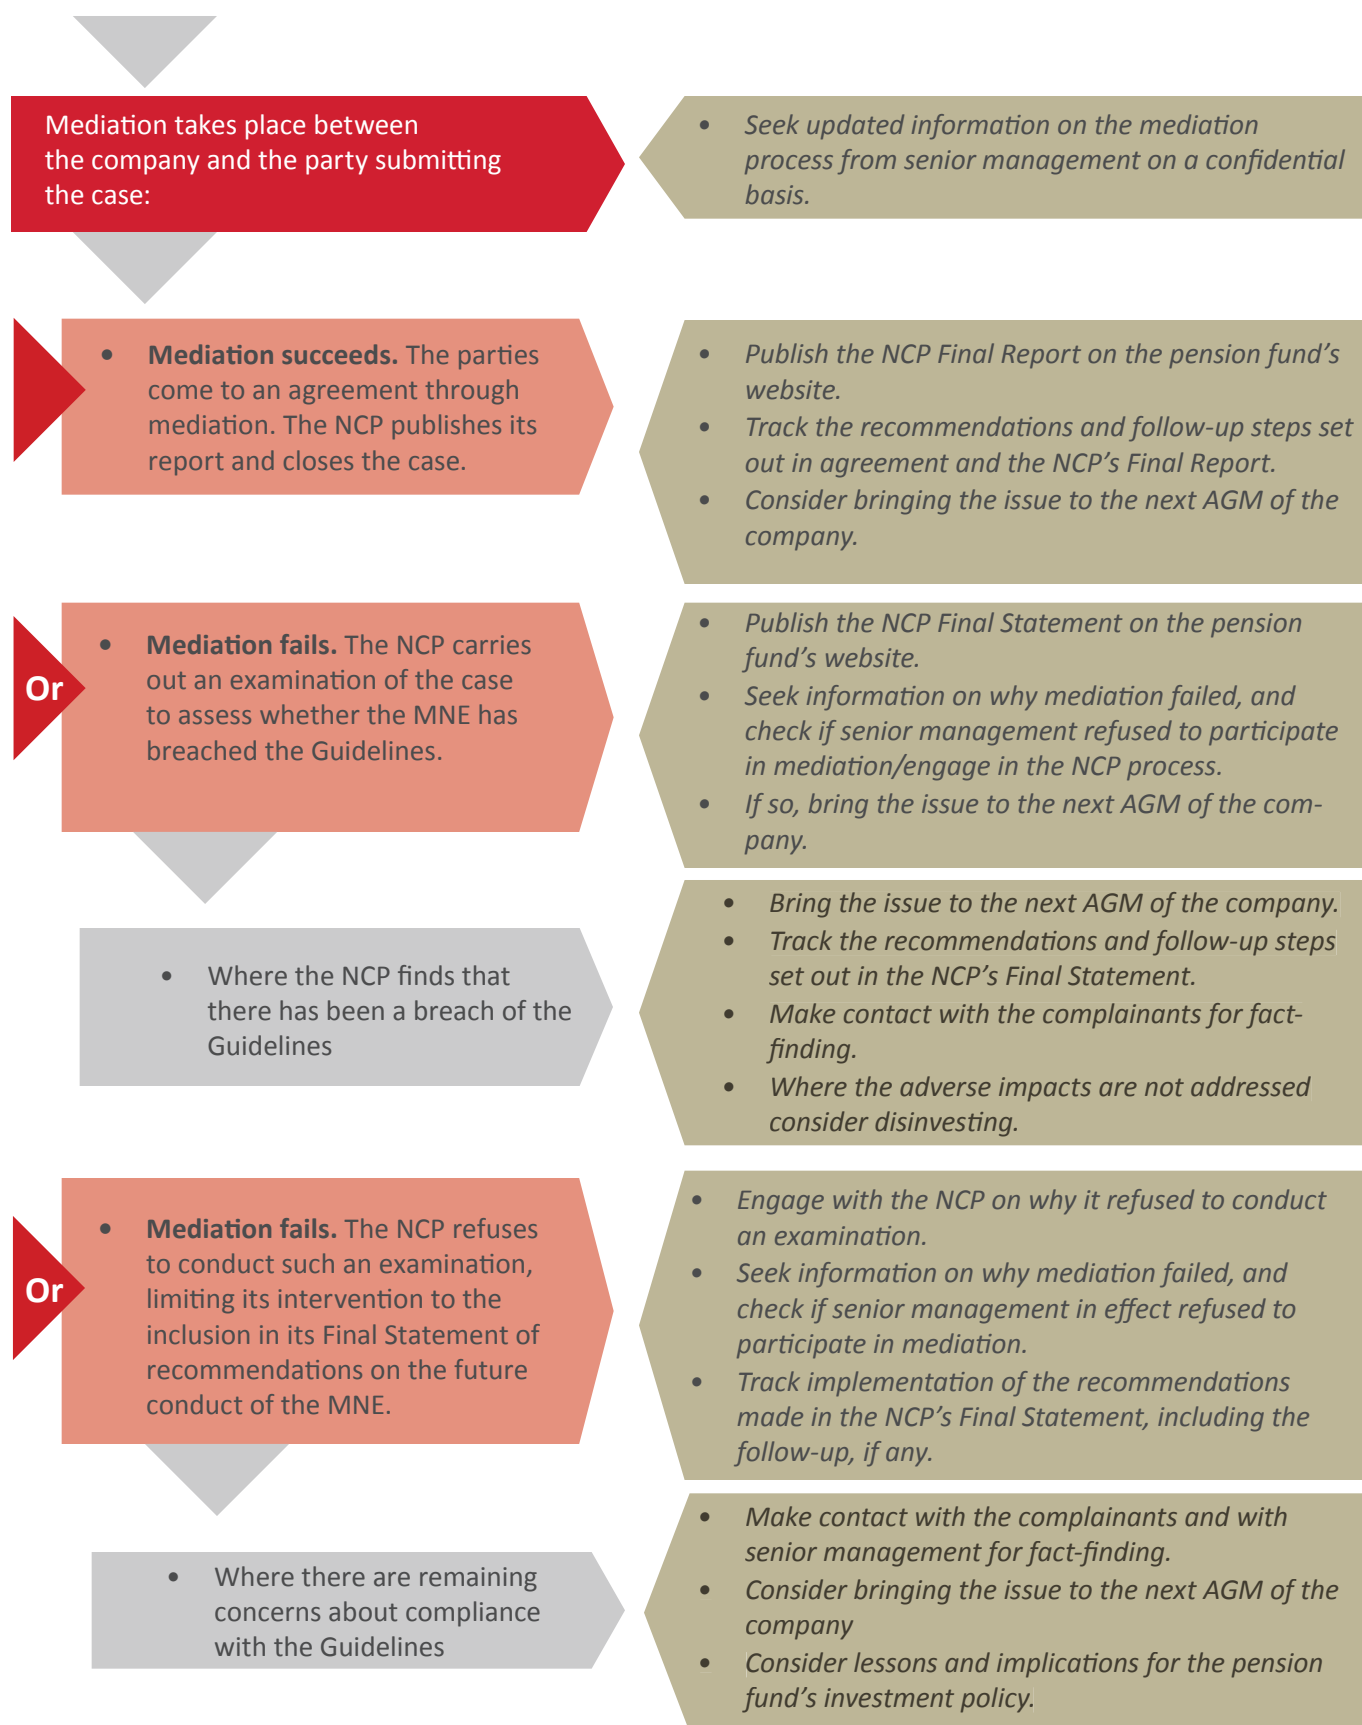 Mediation takes place between
the company and the party submitting
the case:
• Seek updated information on the mediation
process from senior management on a confidential
basis.
• Mediation succeeds. The parties
come to an agreement through
mediation. The NCP publishes its
report and closes the case.
• Publish the NCP Final Report on the pension fund’s
website.
• Track the recommendations and follow-up steps set
out in agreement and the NCP’s Final Report.
• Consider bringing the issue to the next AGM of the
company.
Or
• Mediation fails. The NCP carries
out an examination of the case
to assess whether the MNE has
breached the Guidelines.
• Publish the NCP Final Statement on the pension
fund’s website.
• Seek information on why mediation failed, and
check if senior management refused to participate
in mediation/engage in the NCP process.
• If so, bring the issue to the next AGM of the com-
pany.
• Where the NCP finds that
there has been a breach of the
Guidelines
• Bring the issue to the next AGM of the company.
• Track the recommendations and follow-up steps
set out in the NCP’s Final Statement.
• Make contact with the complainants for fact-
finding.
• Where the adverse impacts are not addressed
consider disinvesting.
Or
• Mediation fails. The NCP refuses
to conduct such an examination,
limiting its intervention to the
inclusion in its Final Statement of
recommendations on the future
conduct of the MNE.
• Engage with the NCP on why it refused to conduct
an examination.
• Seek information on why mediation failed, and
check if senior management in effect refused to
participate in mediation.
• Track implementation of the recommendations
made in the NCP’s Final Statement, including the
follow-up, if any.
• Where there are remaining
concerns about compliance
with the Guidelines
• Make contact with the complainants and with
senior management for fact-finding.
• Consider bringing the issue to the next AGM of the
company
• Consider lessons and implications for the pension
fund’s investment policy.